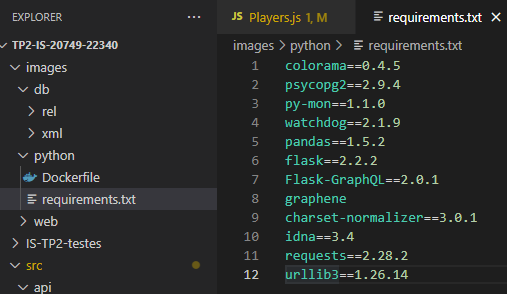 EXPLORER
TP2-IS-20749-22340
images
db
rel
xml
python
Dockerfile
requirements.txt
web
IS-TP2-testes
src
api
JS Players.js 1, M
requirements.txt
images > python > requirements.txt
1 colorama==0.4.5
2 psycopg2==2.9.4
3 py-mon==1.1.0
4 watchdog==2.1.9
5 pandas==1.5.2
6 flask==2.2.2
7 Flask-GraphQL==2.0.1
8 graphene
9 charset-normalizer==3.0.1
10 idna==3.4
11 requests==2.28.2
12 urllib3==1.26.14